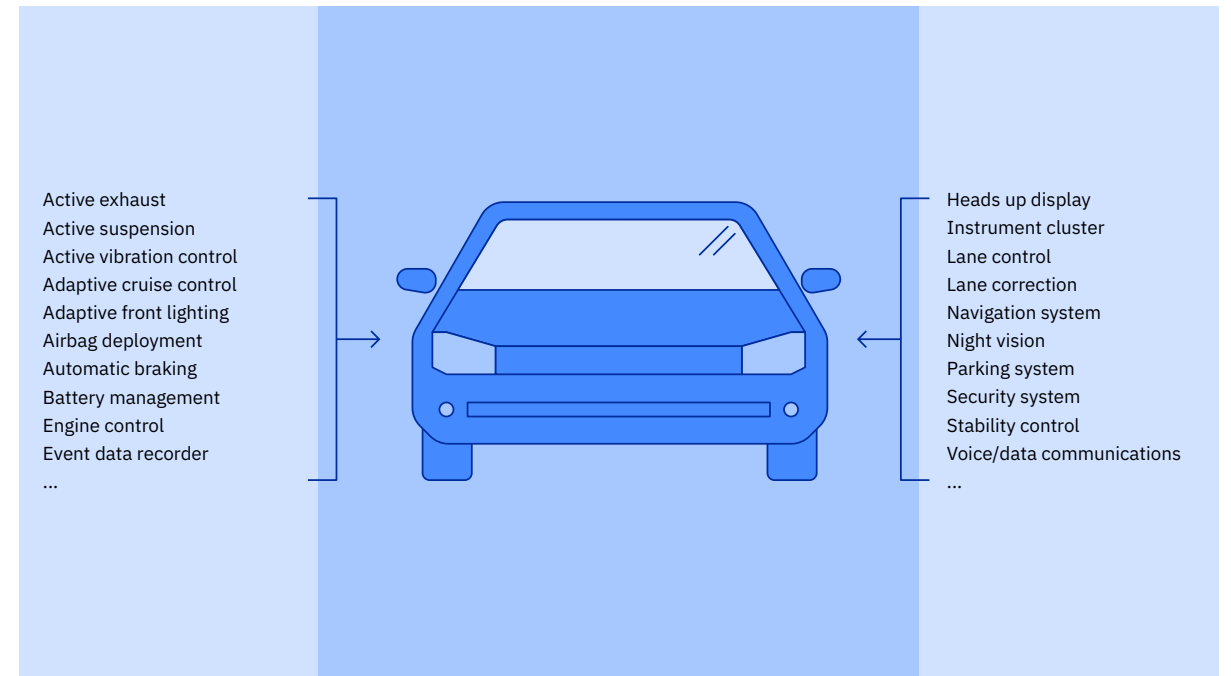 Active exhaust
Active suspension
Active vibration control
Adaptive cruise control
Adaptive front lighting
Airbag deployment
Automatic braking
Battery management
Engine control
Event data recorder
...
Heads up display
Instrument cluster
Lane control
Lane correction
Navigation system
Night vision
Parking system
Security system
Stability control
Voice/data communications
...